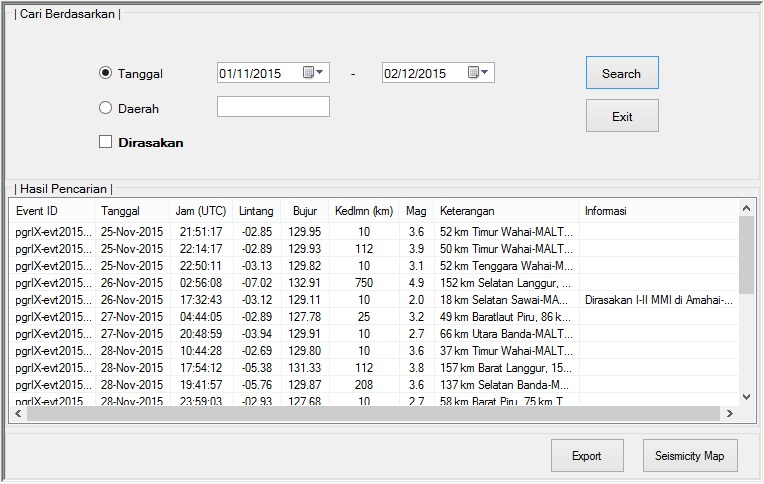 | Cari Berdasarkan |
Tanggal 01/11/2015 - 02/12/2015 Search
Daerah Exit
Dirasakan
| Hasil Pencarian |
Event ID Tanggal Jam (UTC) Lintang Bujur Kedlmn (km) Mag Keterangan Informasi
pgrIX-evt2015... 25-Nov-2015 21:51:17 -02.85 129.95 10 3.6 52 km Timur Wahai-MALT...
pgrIX-evt2015... 25-Nov-2015 22:14:17 -02.89 129.93 112 3.9 50 km Timur Wahai-MALT...
pgrIX-evt2015... 25-Nov-2015 22:50:11 -03.13 129.82 10 3.1 52 km Tenggara Wahai-M...
pgrIX-evt2015... 26-Nov-2015 02:56:08 -07.02 132.91 750 4.9 152 km Selatan Langgur, ...
pgrIX-evt2015... 26-Nov-2015 17:32:43 -03.12 129.11 10 2.0 18 km Selatan Sawai-MA... Dirasakan I-II MMI di Amahai-...
pgrIX-evt2015... 27-Nov-2015 04:44:05 -02.89 127.78 25 3.2 49 km Baratlaut Piru, 86 k...
pgrIX-evt2015... 27-Nov-2015 20:48:59 -03.94 129.91 10 2.7 66 km Utara Banda-MALT...
pgrIX-evt2015... 28-Nov-2015 10:44:28 -02.69 129.80 10 3.6 37 km Timur Wahai-MALT...
pgrIX-evt2015... 28-Nov-2015 17:54:12 -05.38 131.33 112 3.8 157 km Barat Langgur, 15...
pgrIX-evt2015... 28-Nov-2015 19:41:57 -05.76 129.87 208 3.6 137 km Selatan Banda-M...
pgrIX-evt2015... 28-Nov-2015 23:59:03 -02.93 127.68 10 2.7 58 km Barat Piru, 75 km T...
Export Seismicity Map